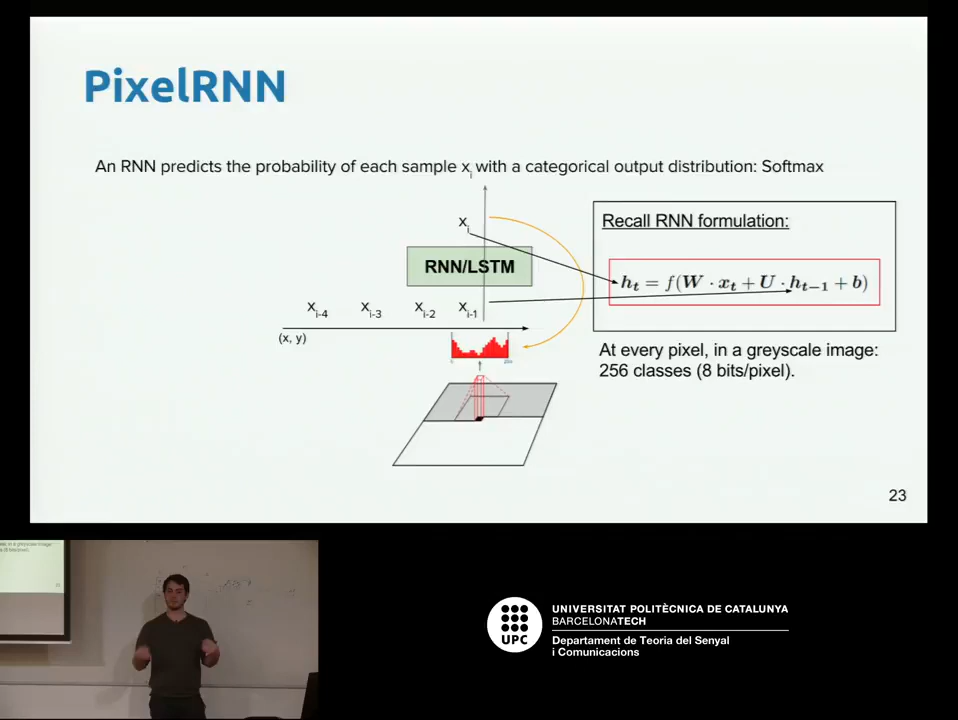 PixelRNN
An RNN predicts the probability of each sample xi with a categorical output distribution: Softmax
xi
RNN/LSTM
xi-4 xi-3 xi-2 xi-1
(x, y)
Recall RNN formulation:
ht = f(W · xt + U · ht−1 + b)
At every pixel, in a greyscale image:
256 classes (8 bits/pixel).
23
UPC
UNIVERSITAT POLITÈCNICA DE CATALUNYA
BARCELONATECH
Departament de Teoria del Senyal
i Comunicacions